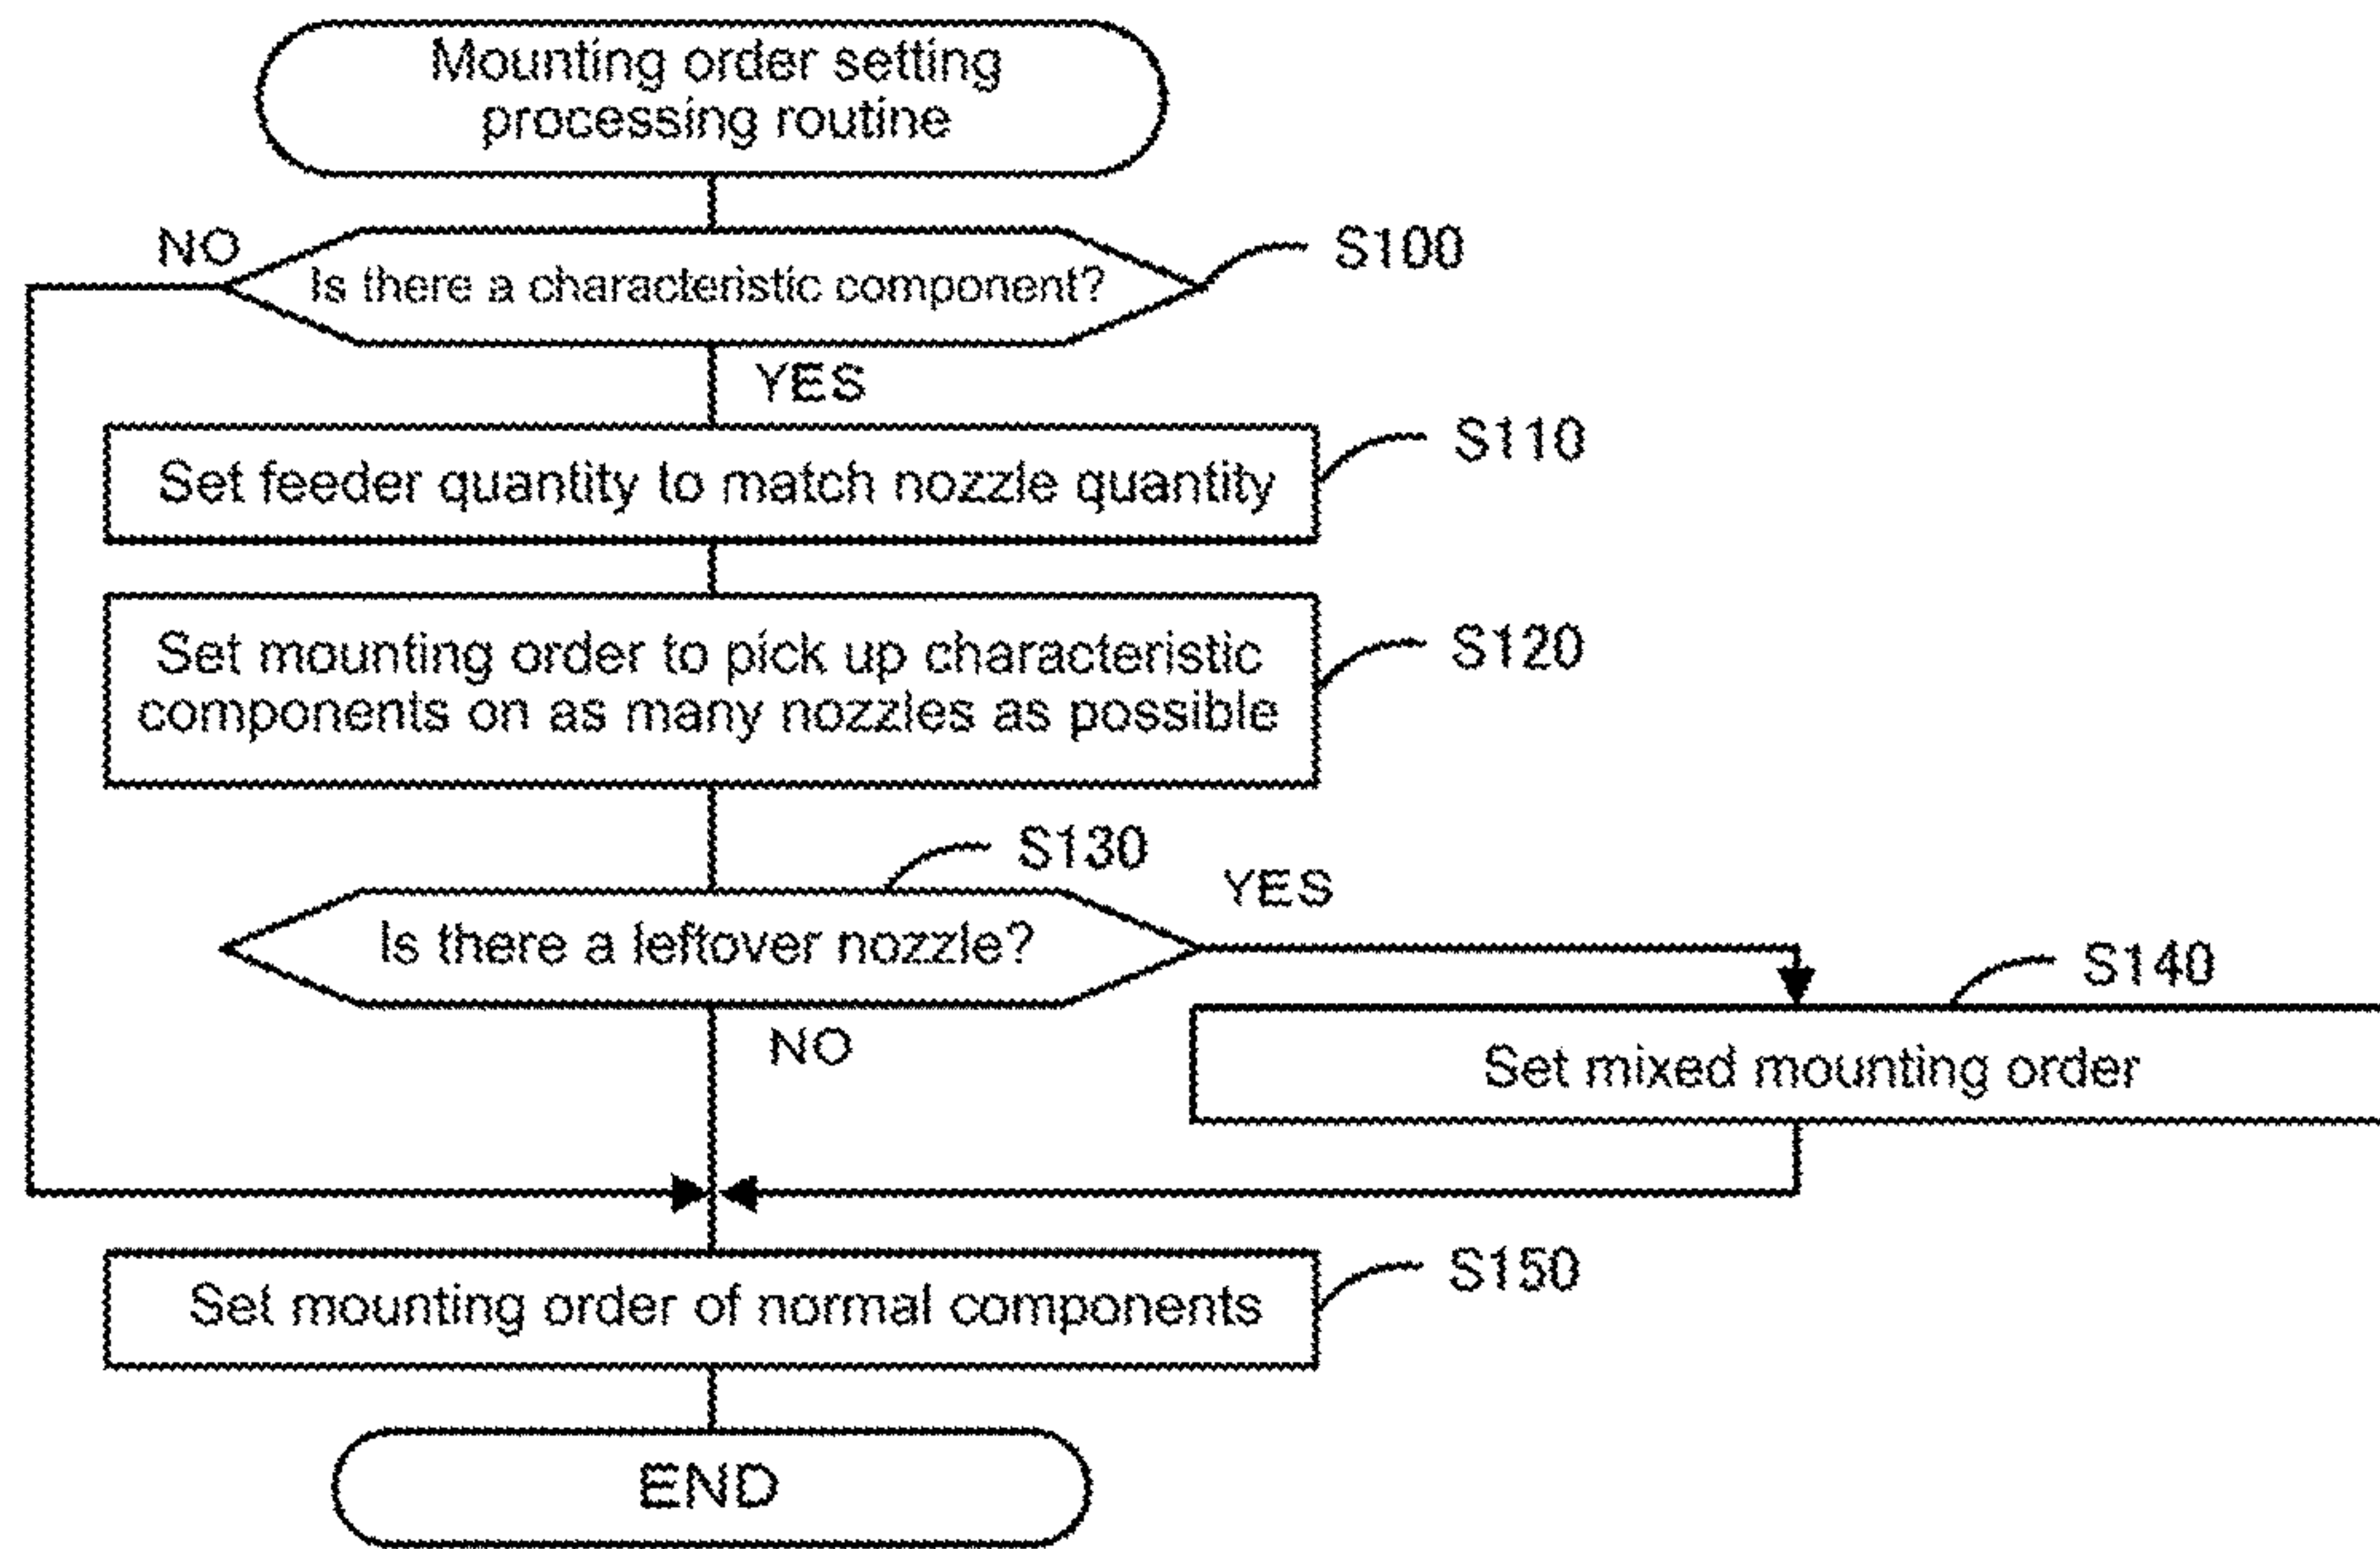 Mounting order setting
processing routine
NO
Is there a characteristic component?
S100
YES
Set feeder quantity to match nozzle quantity
S110
Set mounting order to pick up characteristic
components on as many nozzles as possible
S120
S130
Is there a leftover nozzle?
YES
S140
NO
Set mixed mounting order
Set mounting order of normal components
S150
END